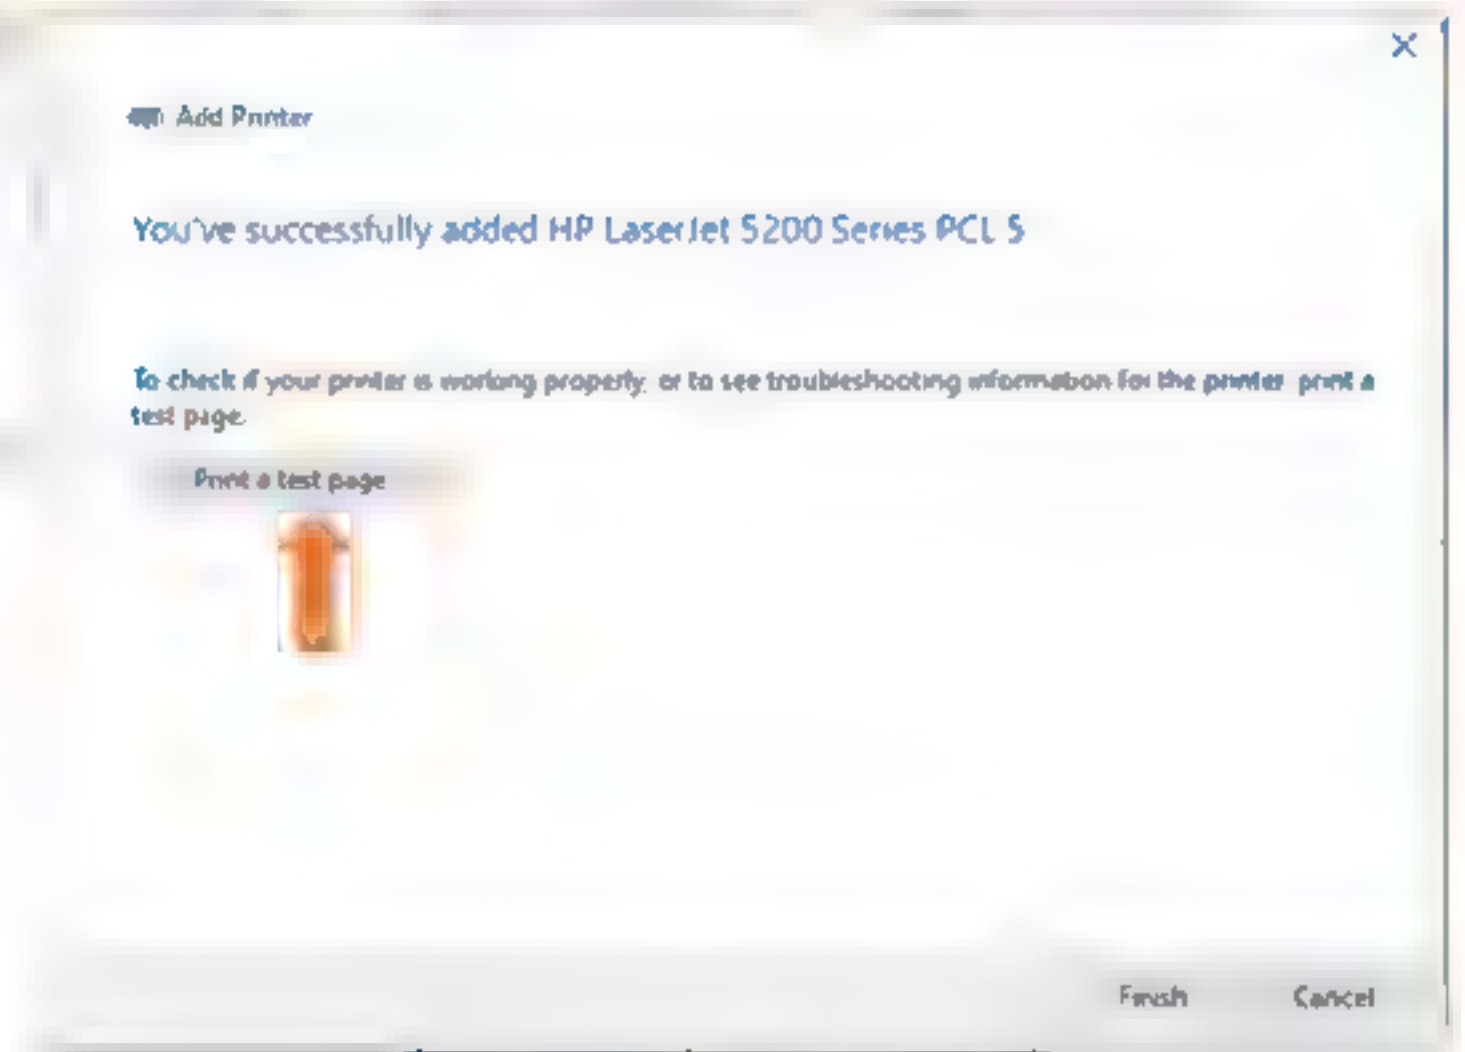 Add Printer
You've successfully added HP LaserJet 5200 Series PCL 5
To check if your printer is working properly, or to see troubleshooting information for the printer, print a
test page.
Print a test page
Finish
Cancel